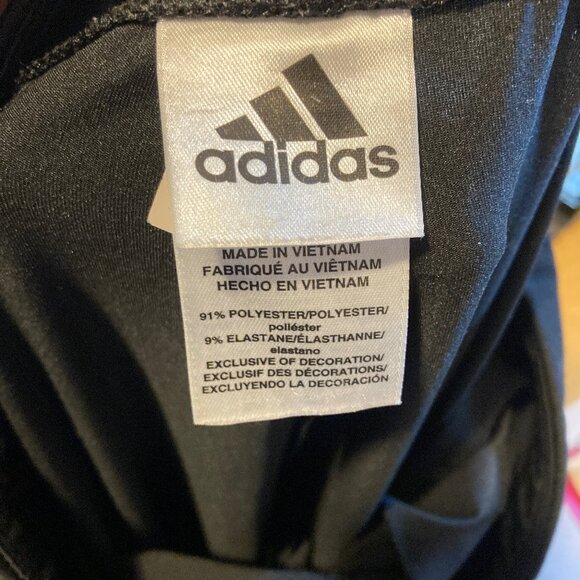 adidas
MADE IN VIETNAM
FABRIQUÉ AU VIÊTNAM
HECHO EN VIETNAM
91% POLYESTER/POLYESTER/
poliéster
9% ELASTANE/ÉLASTHANNE/
elastano
EXCLUSIVE OF DECORATION/
EXCLUSIF DES DÉCORATIONS/
EXCLUYENDO LA DECORACIÓN